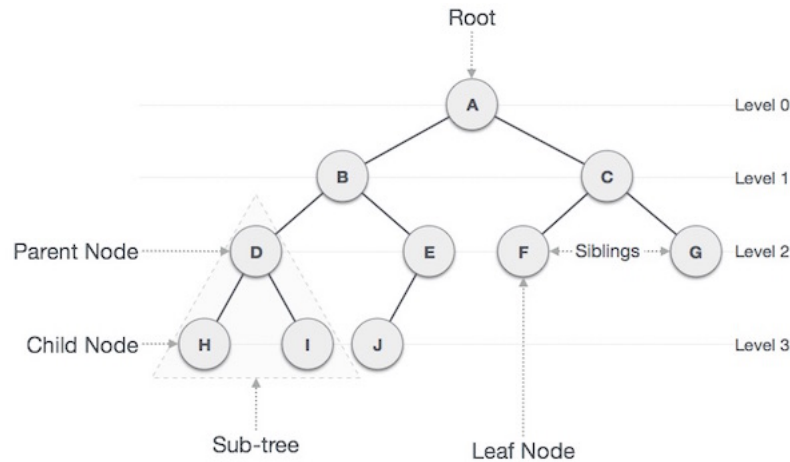 Root
A
Level 0
B
C
Level 1
Parent Node
D
E
F
Siblings
G
Level 2
Child Node
H
I
J
Level 3
Sub-tree
Leaf Node